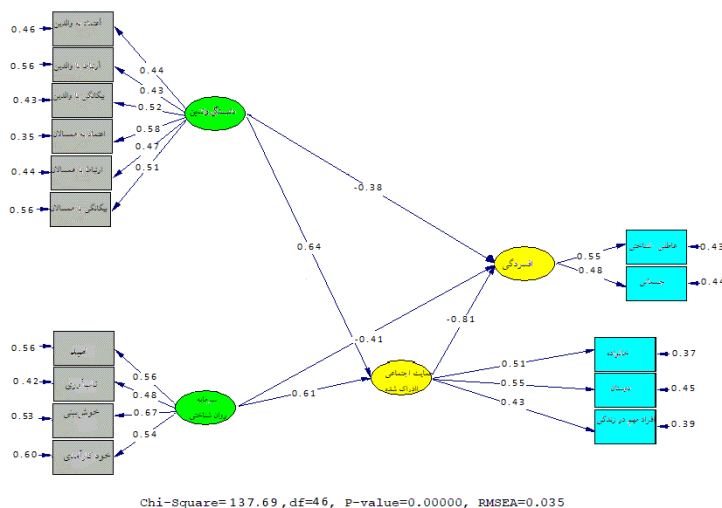 0.46
اعتماد به والدین
0.44
0.56
ارتباط با والدین
0.43
0.43
بیگانگی با والدین
0.52
دلبستگی والدین
0.35
اعتماد به همسالان
0.58
0.44
ارتباط با همسالان
0.47
0.56
بیگانگی با همسالان
0.51
-0.38
0.64
افسردگی
0.55
عاطفی شناختی
0.43
0.48
جسمانی
0.44
-0.41
-0.81
0.56
امید
0.56
0.42
تاب‌آوری
0.48
0.53
خوش‌بینی
0.67
0.60
خود کارآمدی
0.54
سرمایه
روان شناختی
0.61
حمایت اجتماعی
ادراک شده
0.51
خانواده
0.37
0.55
دوستان
0.45
0.43
افراد مهم در زندگی
0.39
Chi-Square=137.69,df=46, P-value=0.00000, RMSEA=0.035